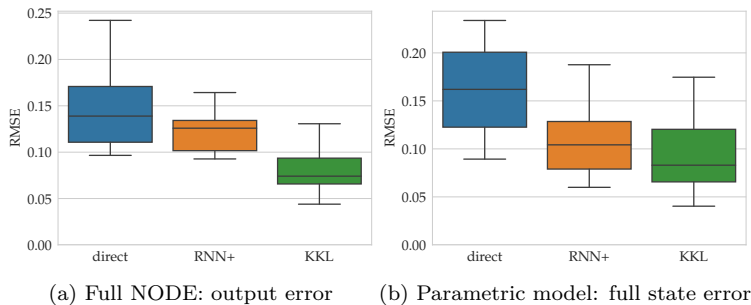 0.25
0.20
0.15
0.10
0.05
0.00
RMSE
direct RNN+ KKL
(a) Full NODE: output error
0.20
0.15
0.10
0.05
0.00
RMSE
direct RNN+ KKL
(b) Parametric model: full state error